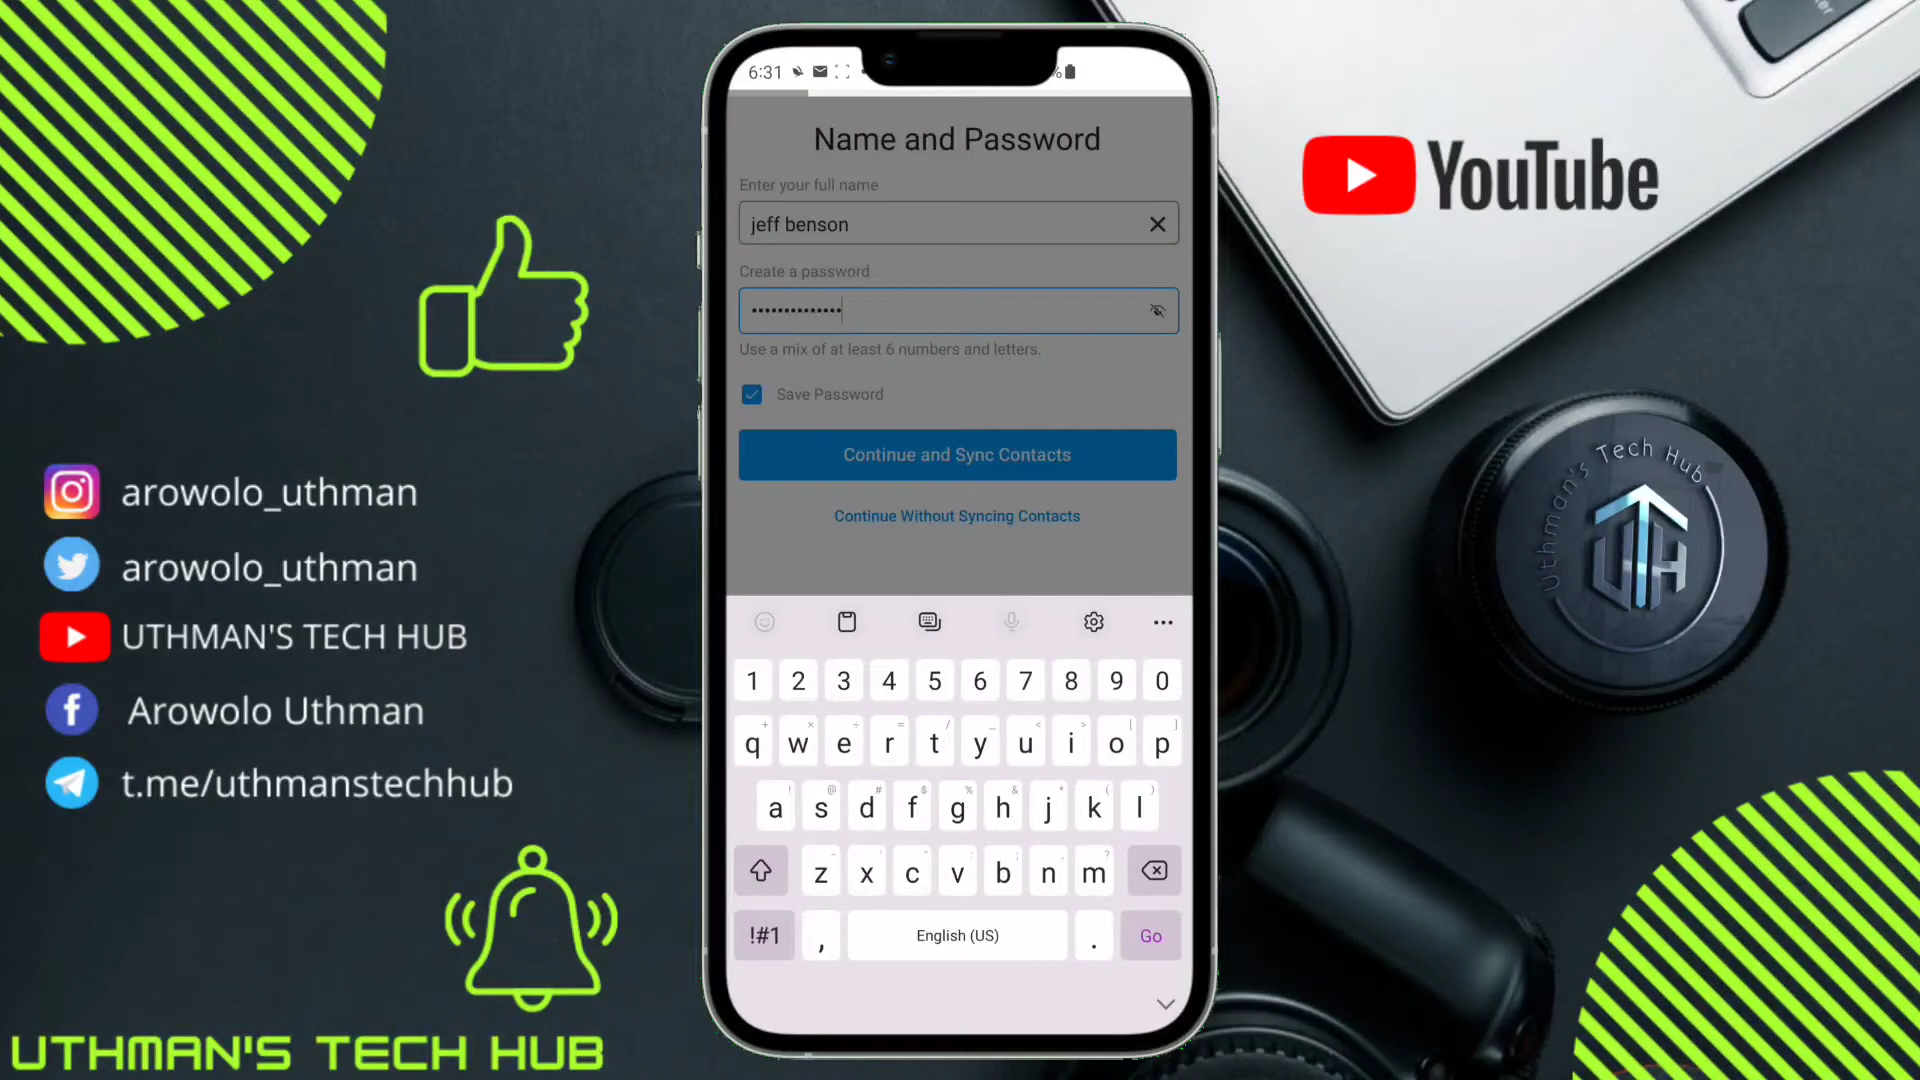 6:31
Name and Password
Enter your full name
jeff benson
Create a password
••••••••••••••
Use a mix of at least 6 numbers and letters.
Save Password
Continue and Sync Contacts
Continue Without Syncing Contacts
1 2 3 4 5 6 7 8 9 0
q w e r t y u i o p
a s d f g h j k l
z x c v b n m
!#1 , English (US) . Go
YouTube
Uthman's Tech Hub
UTH
arowolo_uthman
arowolo_uthman
UTHMAN'S TECH HUB
Arowolo Uthman
t.me/uthmanstechhub
UTHMAN'S TECH HUB